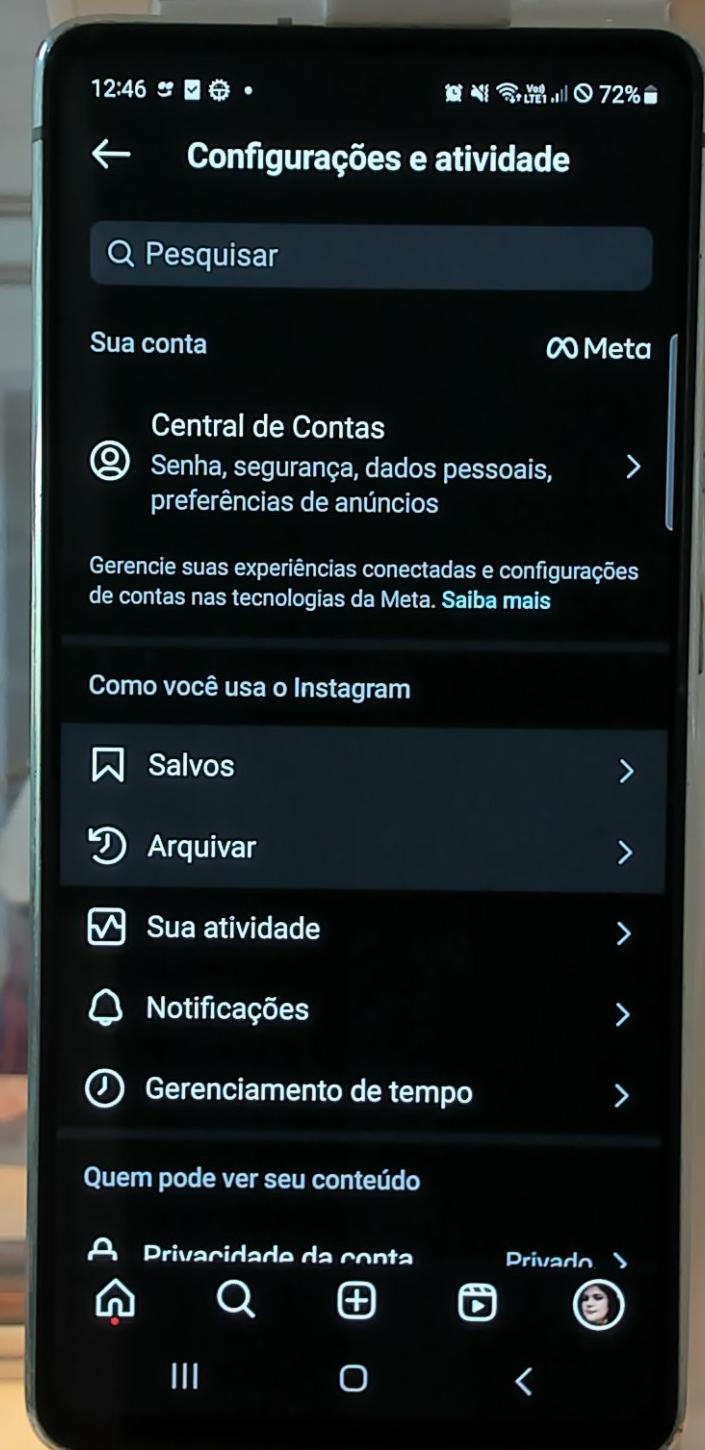 12:46 72%
Configurações e atividade
Pesquisar
Sua conta Meta
Central de Contas
Senha, segurança, dados pessoais,
preferências de anúncios
Gerencie suas experiências conectadas e configurações
de contas nas tecnologias da Meta. Saiba mais
Como você usa o Instagram
Salvos
Arquivar
Sua atividade
Notificações
Gerenciamento de tempo
Quem pode ver seu conteúdo
Privacidade da conta Privado